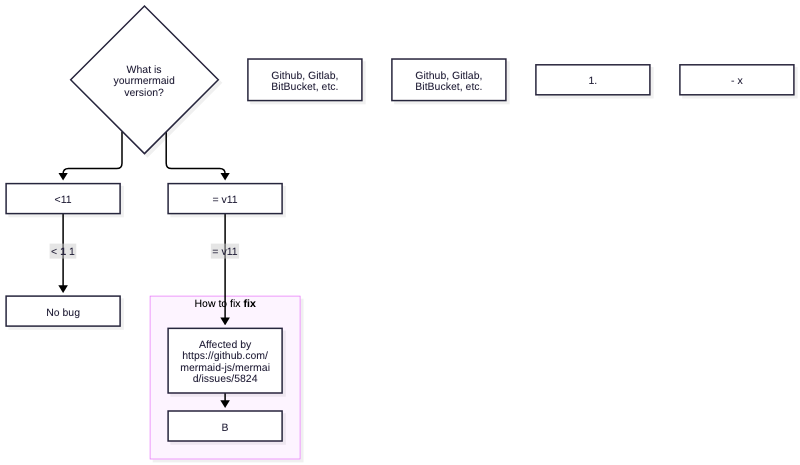 What is
yourmermaid
version?
Github, Gitlab,
BitBucket, etc.
Github, Gitlab,
BitBucket, etc.
1.
- x
<11
= v11
< 1 1
= v11
No bug
How to fix fix
Affected by
https://github.com/
mermaid-js/mermai
d/issues/5824
B